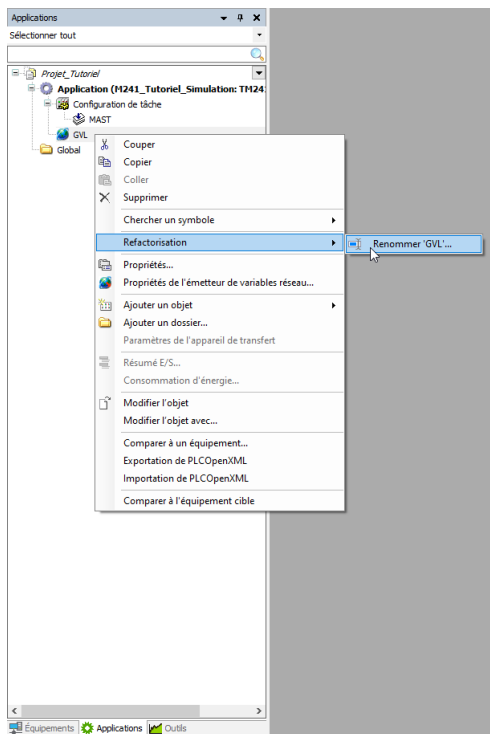 Applications
Sélectionner tout
Projet_Tutoriel
Application (M241_Tutoriel_Simulation: TM24
Configuration de tâche
MAST
GVL
Global
Couper
Copier
Coller
Supprimer
Chercher un symbole
Refactorisation
Renommer 'GVL'...
Propriétés...
Propriétés de l'émetteur de variables réseau...
Ajouter un objet
Ajouter un dossier...
Paramètres de l'appareil de transfert
Résumé E/S...
Consommation d'énergie...
Modifier l'objet
Modifier l'objet avec...
Comparer à un équipement...
Exportation de PLCOpenXML
Importation de PLCOpenXML
Comparer à l'équipement cible
Équipements Applications Outils